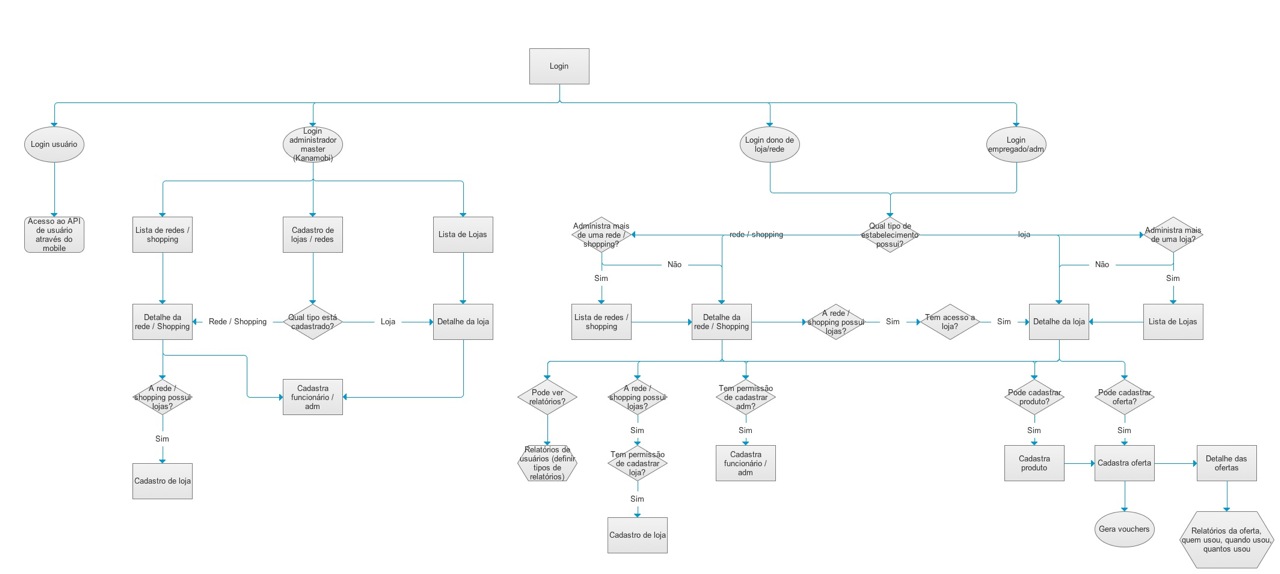 Login
Login usuário
Login
administrador
master
(Kanamobi)
Login dono de
loja/rede
Login
empregado/adm
Acesso ao API
de usuário
através do
mobile
Lista de redes /
shopping
Cadastro de
lojas / redes
Lista de Lojas
Administra mais
de uma rede /
shopping?
rede / shopping
Qual tipo de
estabelecimento
possui?
loja
Administra mais
de uma loja?
Não
Não
Sim
Sim
Detalhe da
rede / Shopping
Rede / Shopping
Qual tipo está
cadastrado?
Loja
Detalhe da loja
Lista de redes /
shopping
Detalhe da
rede / Shopping
A rede /
shopping possui
lojas?
Sim
Tem acesso a
loja?
Sim
Detalhe da loja
Lista de Lojas
A rede /
shopping possui
lojas?
Cadastra
funcionário /
adm
Pode ver
relatórios?
A rede /
shopping possui
lojas?
Tem permissão
de cadastrar
adm?
Pode cadastrar
produto?
Pode cadastrar
oferta?
Sim
Sim
Sim
Sim
Sim
Cadastro de loja
Relatórios de
usuários (definir
tipos de
relatórios)
Tem permissão
de cadastrar
loja?
Cadastra
funcionário /
adm
Cadastra
produto
Cadastra oferta
Detalhe das
ofertas
Sim
Cadastro de loja
Gera vouchers
Relatórios da oferta,
quem usou, quando usou,
quantos usou